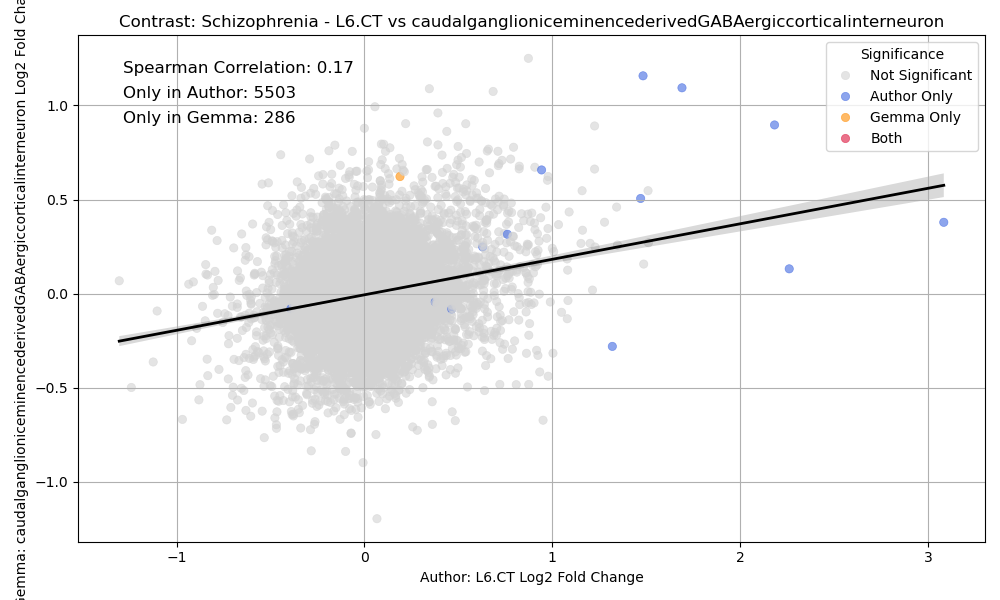 Contrast: Schizophrenia - L6.CT vs caudalganglioniceminencederivedGABAergiccorticalinterneuron
Spearman Correlation: 0.17
Only in Author: 5503
Only in Gemma: 286
Significance
Not Significant
Author Only
Gemma Only
Both
1.0
0.5
0.0
−0.5
−1.0
−1
0
1
2
3
Author: L6.CT Log2 Fold Change
caudalganglioniceminencederivedGABAergiccorticalinterneuron Log2 Fold